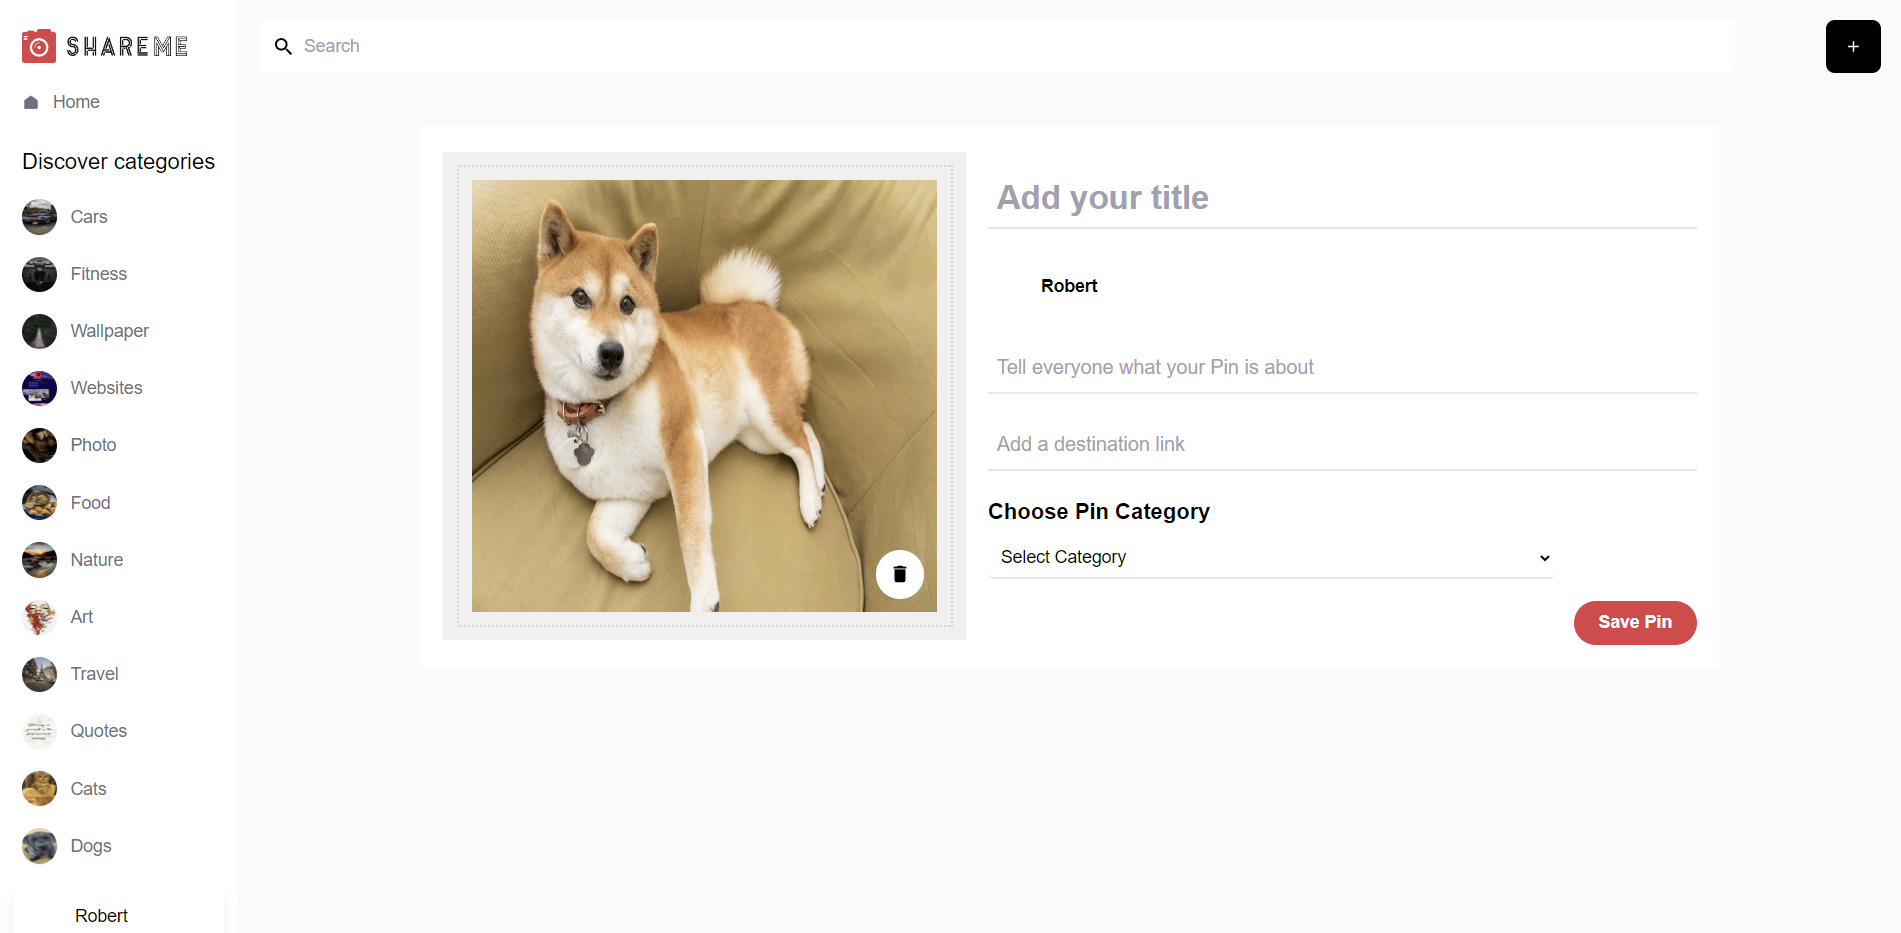 SHAREME
Home
Discover categories
Cars
Fitness
Wallpaper
Websites
Photo
Food
Nature
Art
Travel
Quotes
Cats
Dogs
Robert
Search
+
Add your title
Robert
Tell everyone what your Pin is about
Add a destination link
Choose Pin Category
Select Category
Save Pin